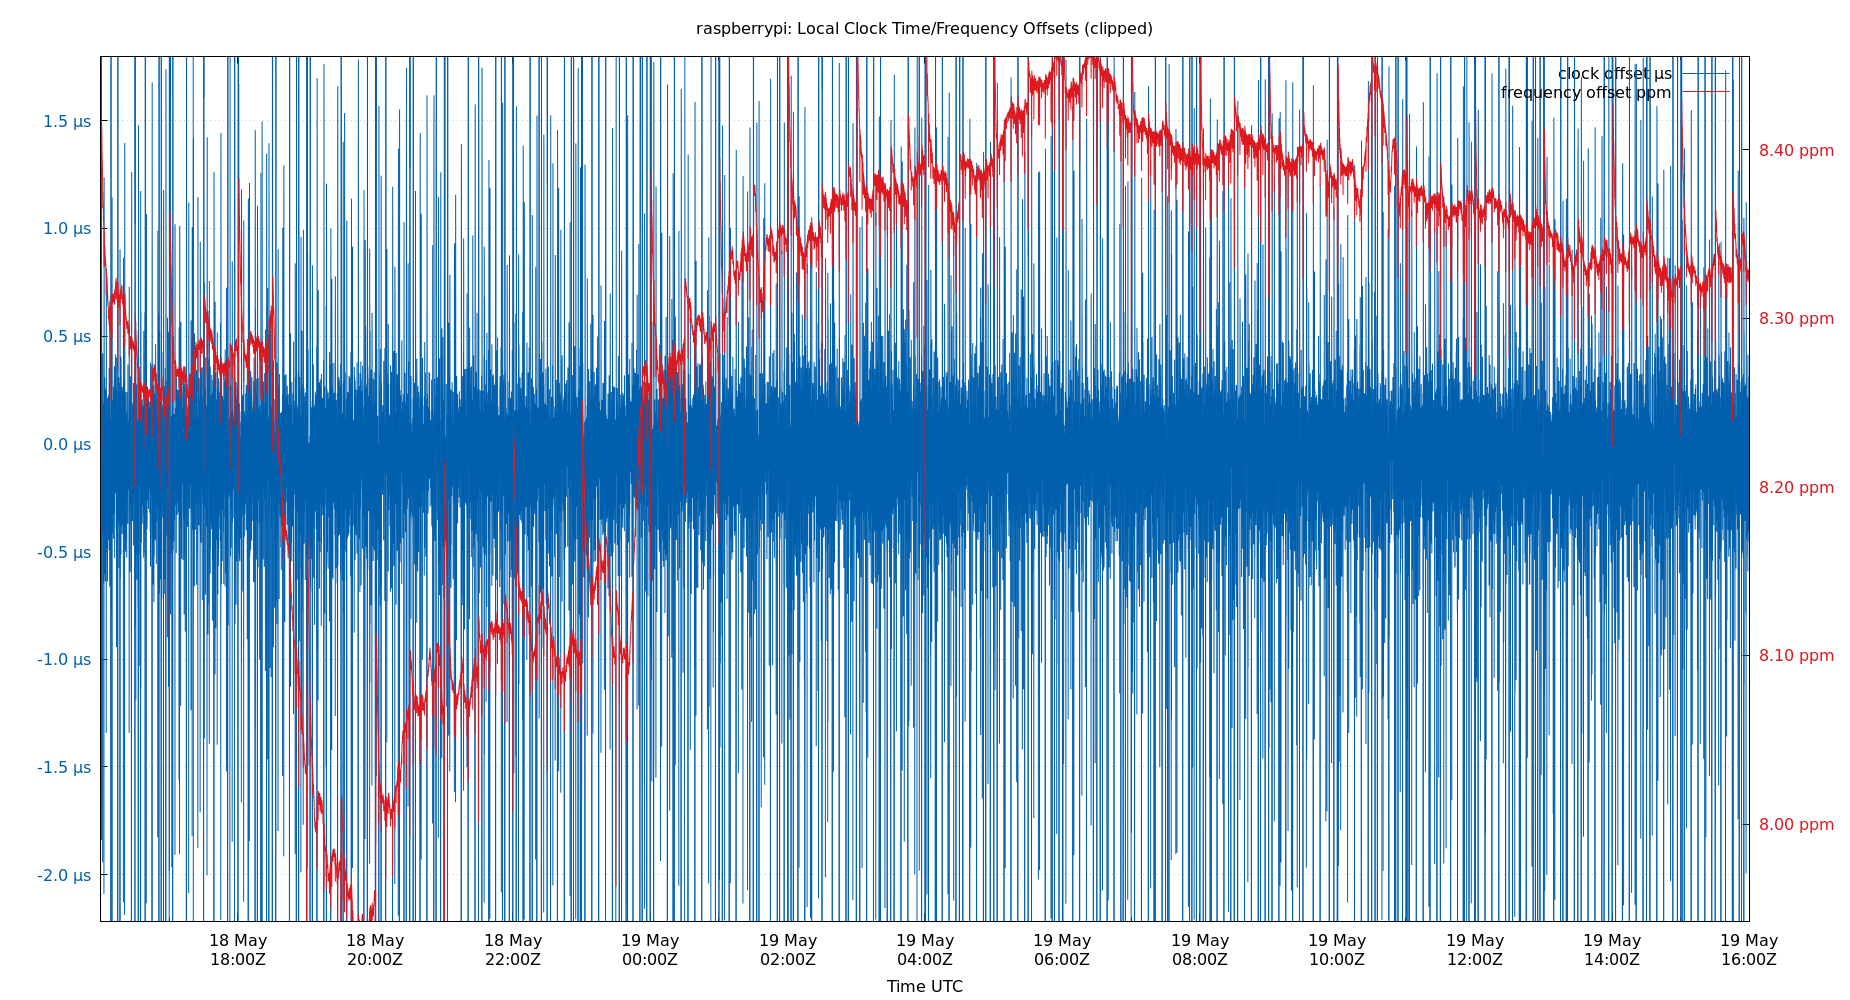 raspberrypi: Local Clock Time/Frequency Offsets (clipped)
clock offset µs
frequency offset ppm
1.5 µs
1.0 µs
0.5 µs
0.0 µs
-0.5 µs
-1.0 µs
-1.5 µs
-2.0 µs
8.40 ppm
8.30 ppm
8.20 ppm
8.10 ppm
8.00 ppm
18 May
18:00Z
18 May
20:00Z
18 May
22:00Z
19 May
00:00Z
19 May
02:00Z
19 May
04:00Z
19 May
06:00Z
19 May
08:00Z
19 May
10:00Z
19 May
12:00Z
19 May
14:00Z
19 May
16:00Z
Time UTC